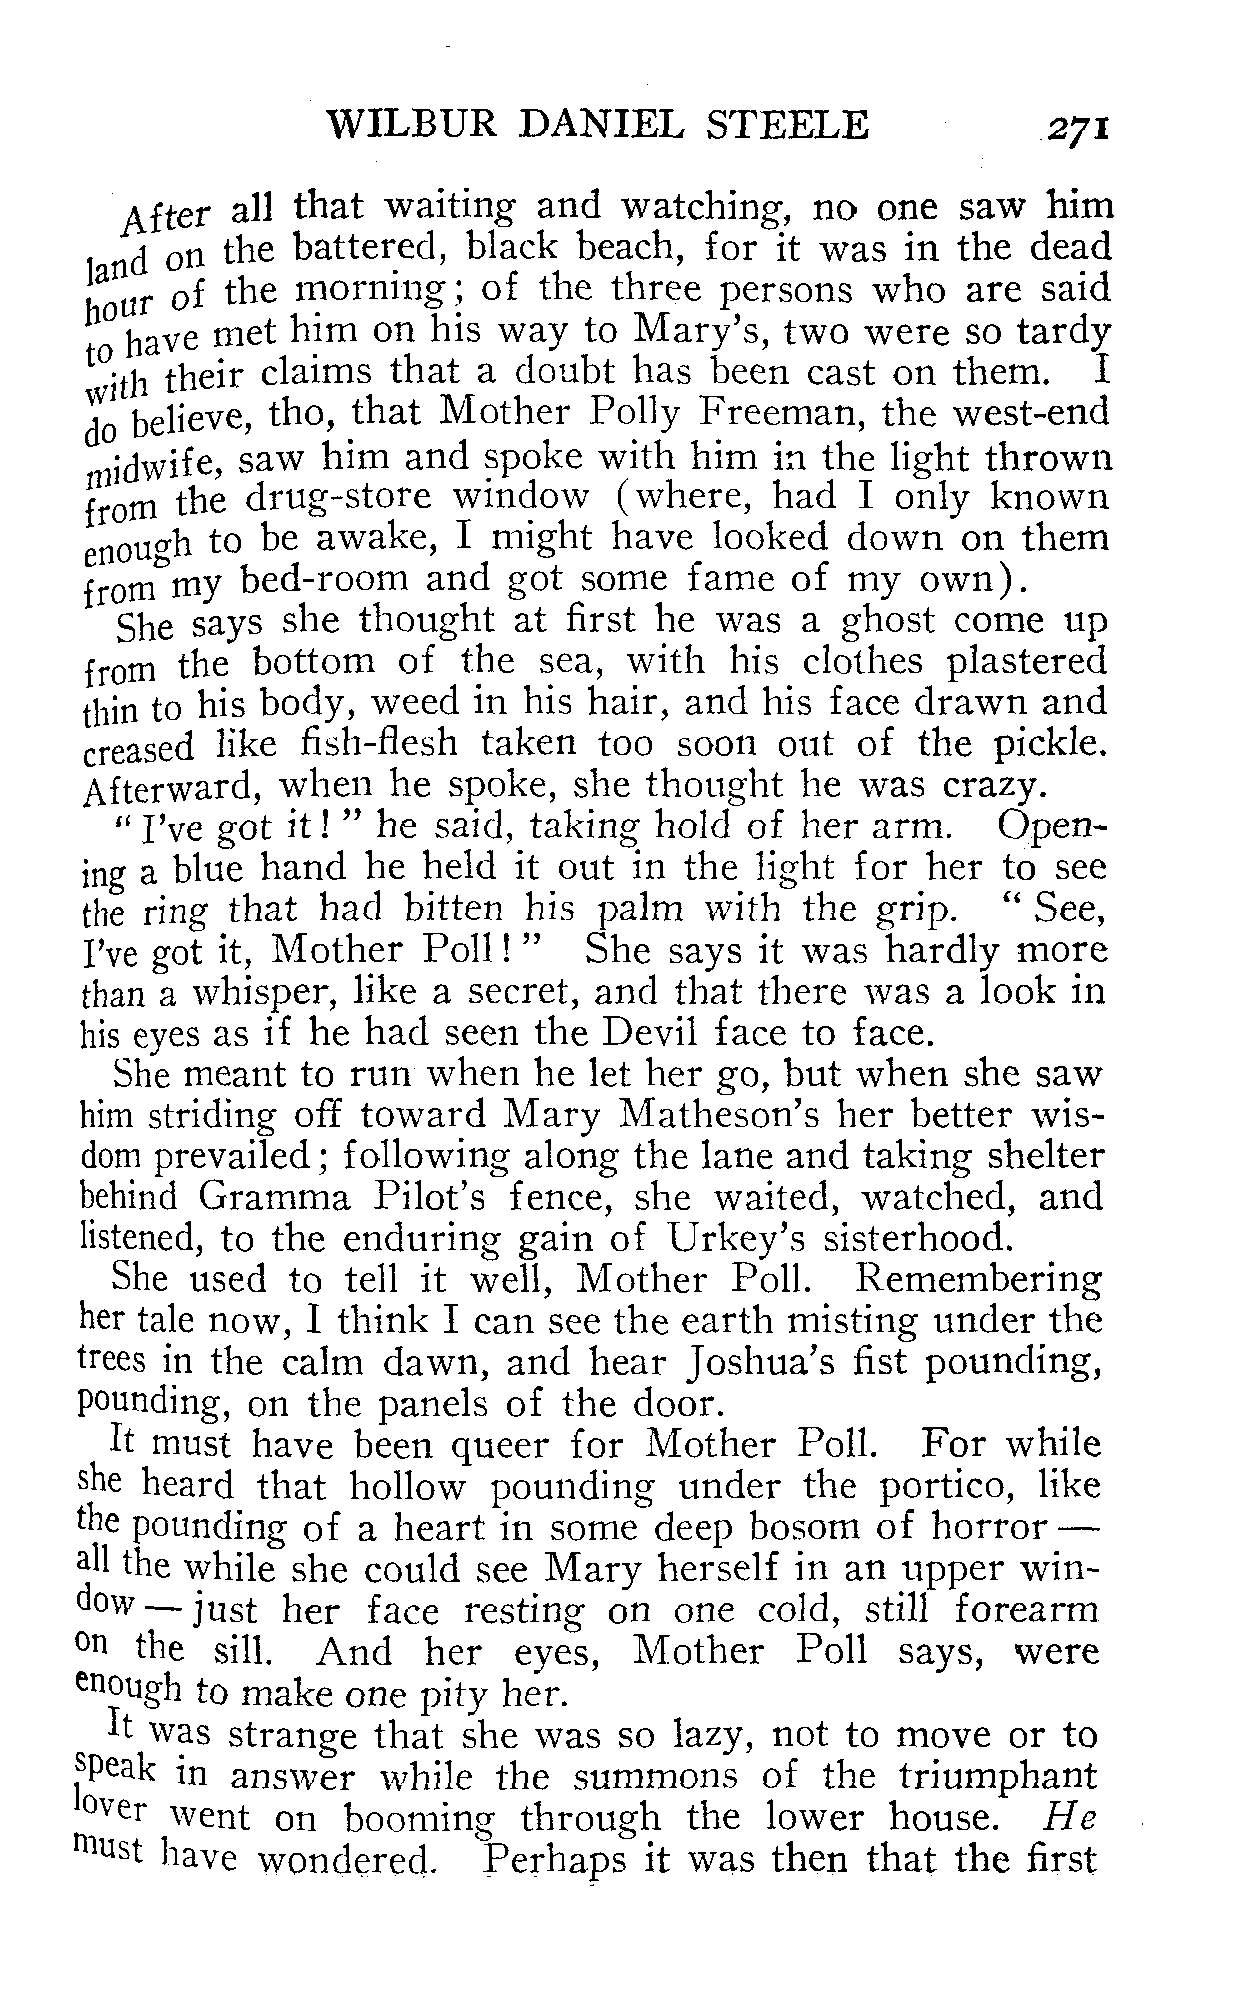 WILBUR DANIEL STEELE 271
After all that waiting and watching, no one saw him
land on the battered, black beach, for it was in the dead
hour of the morning; of the three persons who are said
to have met him on his way to Mary's, two were so tardy
with their claims that a doubt has been cast on them. I
do believe, tho, that Mother Polly Freeman, the west-end
midwife, saw him and spoke with him in the light thrown
from the drug-store window (where, had I only known
enough to be awake, I might have looked down on them
from my bed-room and got some fame of my own).
She says she thought at first he was a ghost come up
from the bottom of the sea, with his clothes plastered
thin to his body, weed in his hair, and his face drawn and
creased like fish-flesh taken too soon out of the pickle.
Afterward, when he spoke, she thought he was crazy.
"I've got it!" he said, taking hold of her arm. Open-
ing a blue hand he held it out in the light for her to see
the ring that had bitten his palm with the grip. "See,
I've got it, Mother Poll!" She says it was hardly more
than a whisper, like a secret, and that there was a look in
his eyes as if he had seen the Devil face to face.
She meant to run when he let her go, but when she saw
him striding off toward Mary Matheson's her better wis-
dom prevailed; following along the lane and taking shelter
behind Gramma Pilot's fence, she waited, watched, and
listened, to the enduring gain of Urkey's sisterhood.
She used to tell it well, Mother Poll. Remembering
her tale now, I think I can see the earth misting under the
trees in the calm dawn, and hear Joshua's fist pounding,
pounding, on the panels of the door.
It must have been queer for Mother Poll. For while
she heard that hollow pounding under the portico, like
the pounding of a heart in some deep bosom of horror—
all the while she could see Mary herself in an upper win-
dow—just her face resting on one cold, still forearm
on the sill. And her eyes, Mother Poll says, were
enough to make one pity her.
It was strange that she was so lazy, not to move or to
speak in answer while the summons of the triumphant
lover went on booming through the lower house. He
must have wondered. Perhaps it was then that the first